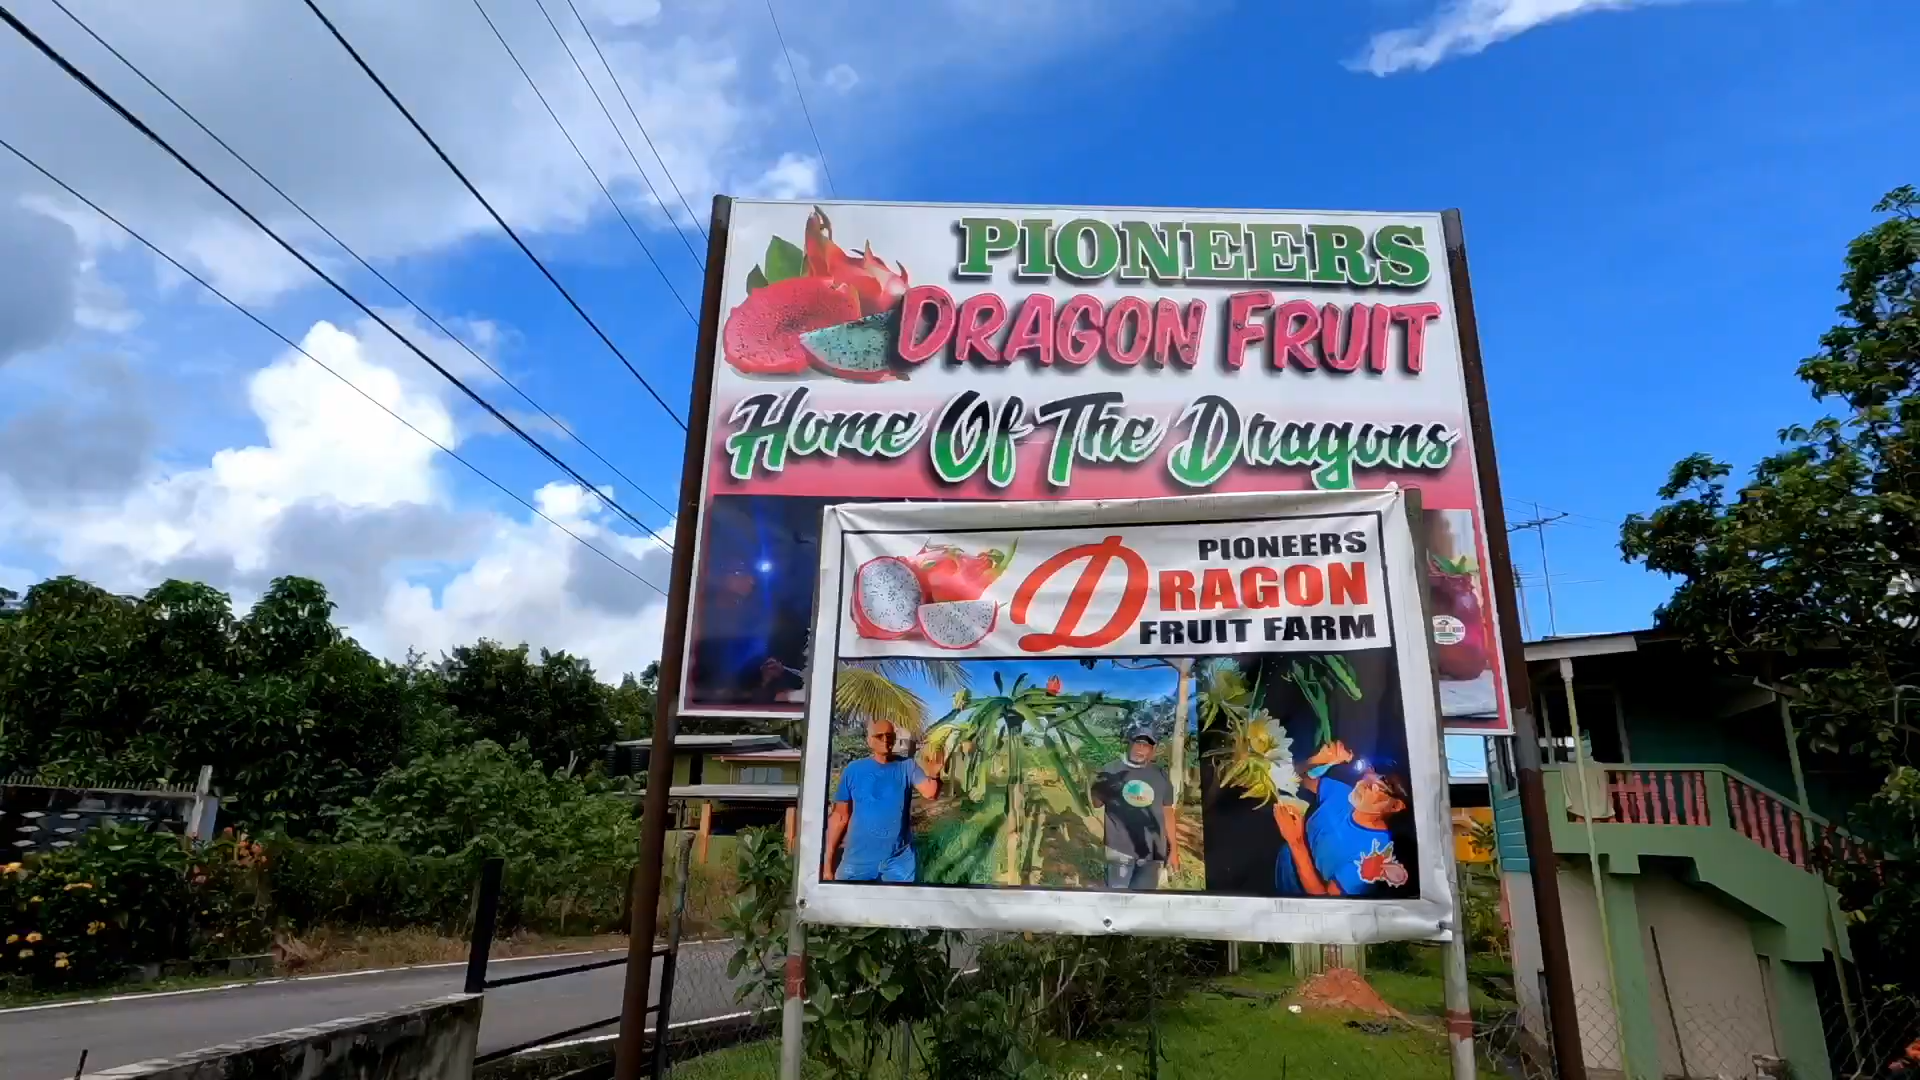 PIONEERS
DRAGON FRUIT
Home Of The Dragons
PIONEERS
DRAGON
FRUIT FARM